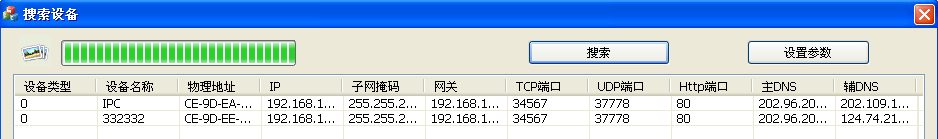 搜索设备
搜索 设置参数
设备类型 设备名称 物理地址 IP 子网掩码 网关 TCP端口 UDP端口 Http端口 主DNS 辅DNS
0 IPC CE-9D-EA-... 192.168.1... 255.255.2... 192.168.1... 34567 37778 80 202.96.20... 202.109.1...
0 332332 CE-9D-EE-... 192.168.1... 255.255.2... 192.168.1... 34567 37778 80 202.96.20... 124.74.21...